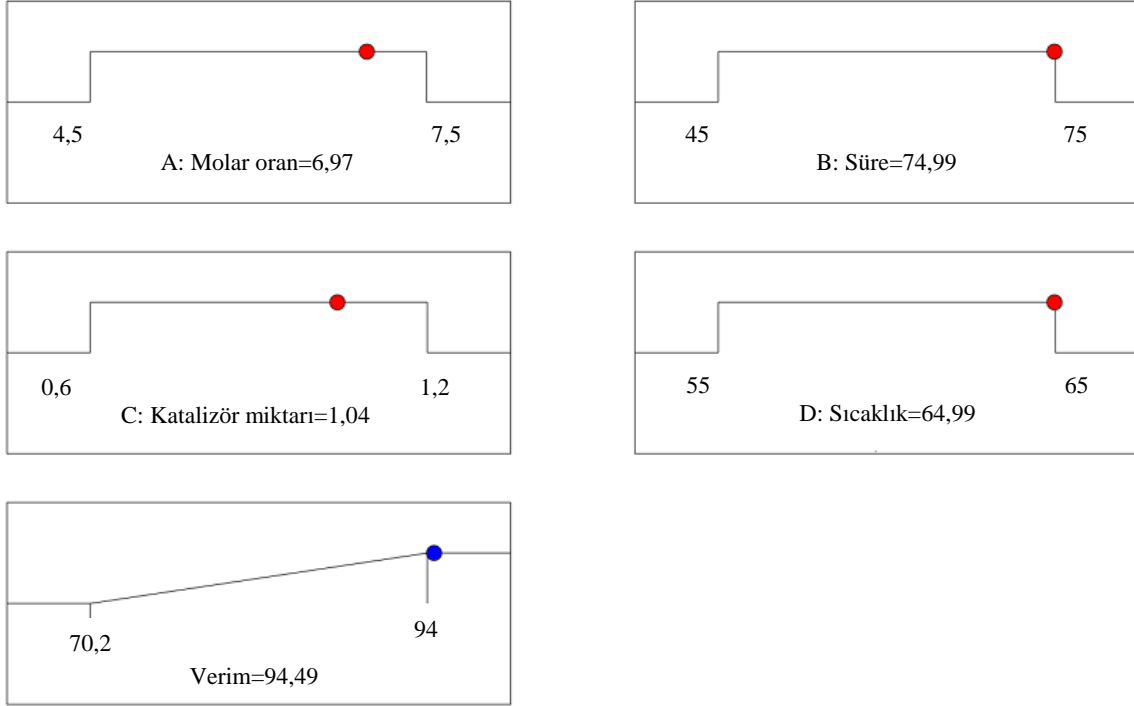 4,5
7,5
A: Molar oran=6,97
45
75
B: Süre=74,99
0,6
1,2
C: Katalizör miktarı=1,04
55
65
D: Sıcaklık=64,99
70,2
94
Verim=94,49